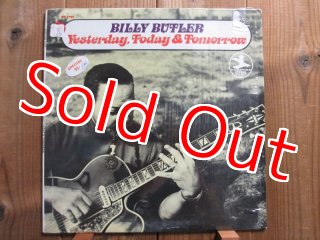 BILLY BUTLER
Yesterday, Today & Tomorrow
Sold Out